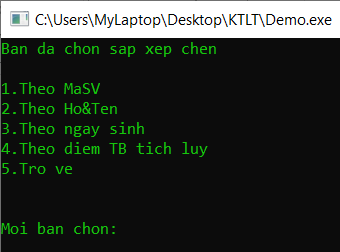 C:\Users\MyLaptop\Desktop\KTLT\Demo.exe
Ban da chon sap xep chen
1.Theo MaSV
2.Theo Ho&Ten
3.Theo ngay sinh
4.Theo diem TB tich luy
5.Tro ve
Moi ban chon: